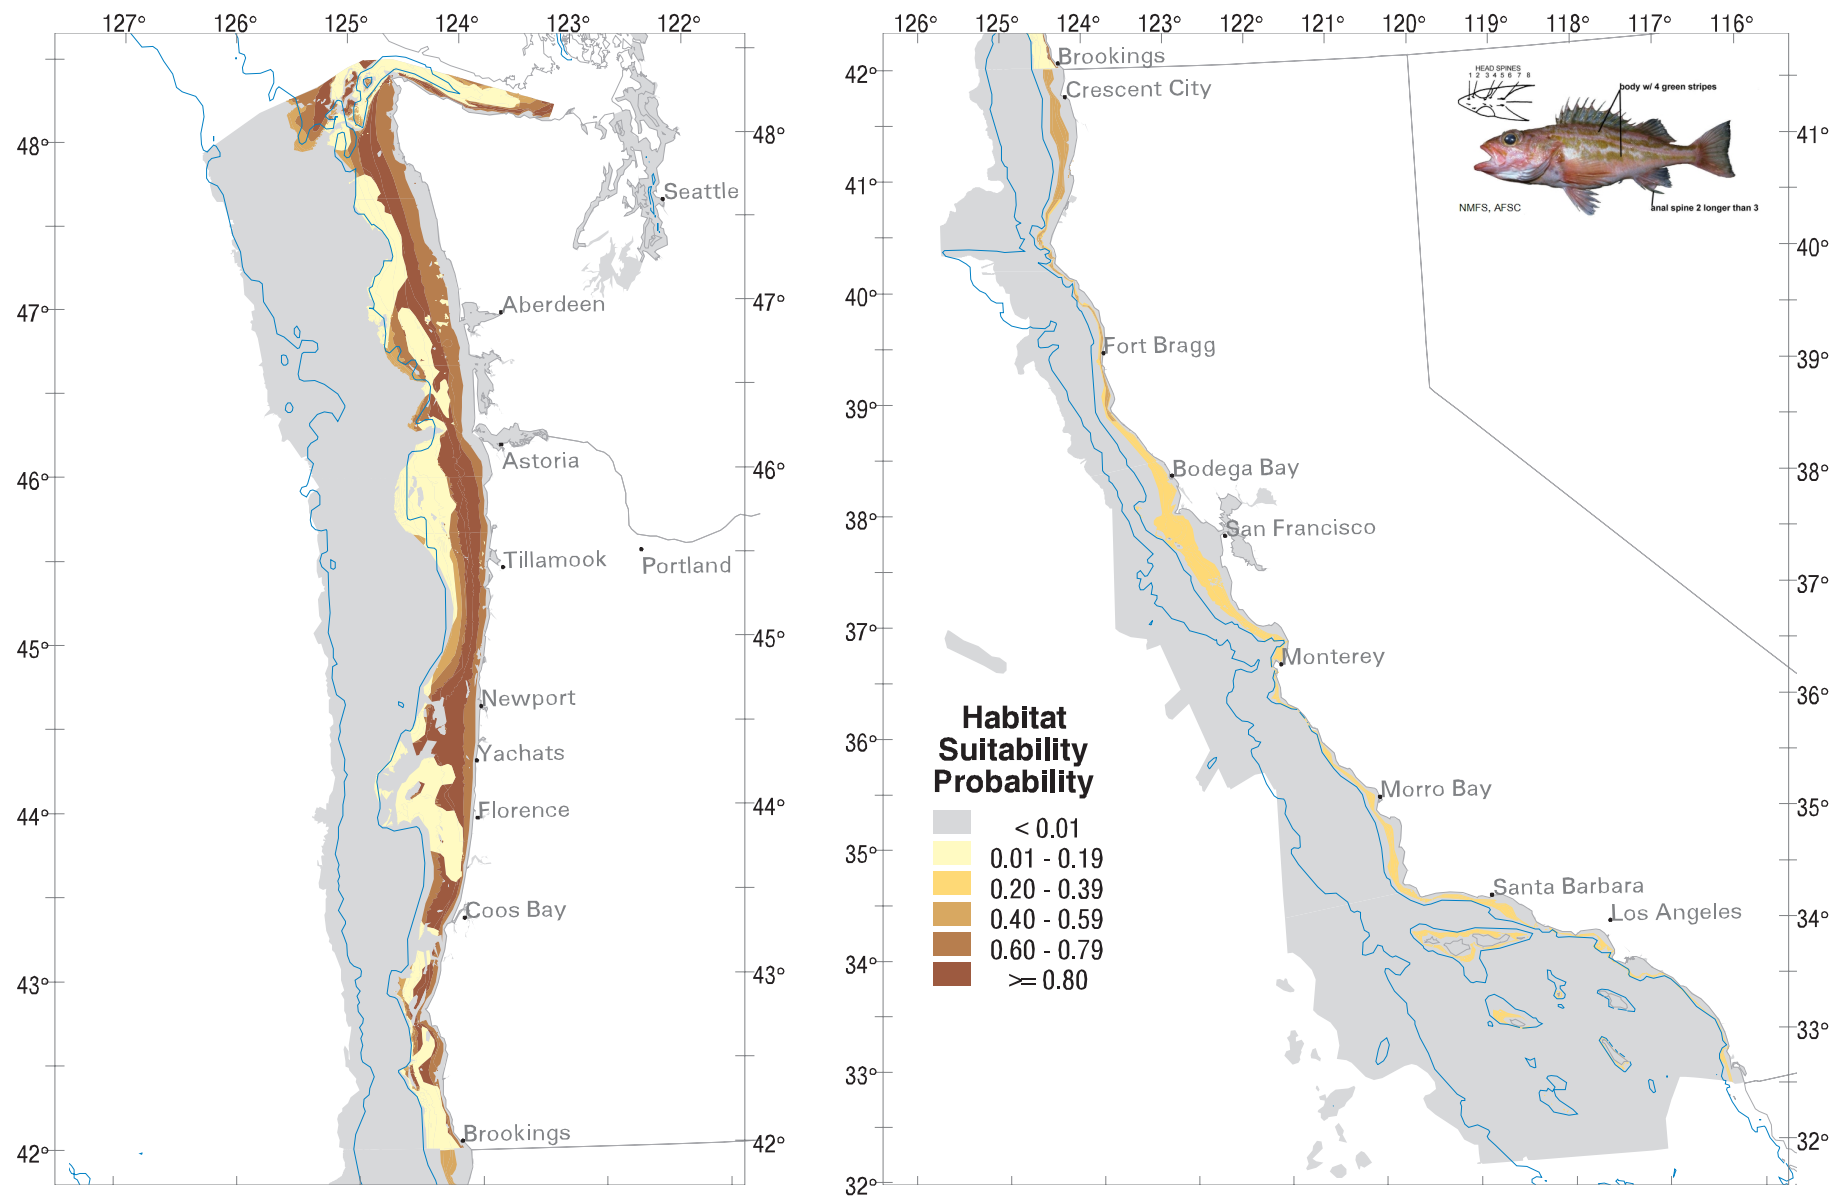 127° 126° 125° 124° 123° 122°
48°
47°
46°
45°
44°
43°
42°
48°
47°
46°
45°
44°
43°
42°
Seattle
Aberdeen
Astoria
Tillamook
Portland
Newport
Yachats
Florence
Coos Bay
Brookings
126° 125° 124° 123° 122° 121° 120° 119° 118° 117° 116°
42°
41°
40°
39°
38°
37°
36°
35°
34°
33°
32°
41°
40°
39°
38°
37°
36°
35°
34°
33°
32°
Brookings
Crescent City
Fort Bragg
Bodega Bay
San Francisco
Monterey
Morro Bay
Santa Barbara
Los Angeles
HEAD SPINES
1 2 3 4 5 6 7 8
body w/ 4 green stripes
NMFS, AFSC
anal spine 2 longer than 3
Habitat
Suitability
Probability
< 0.01
0.01 - 0.19
0.20 - 0.39
0.40 - 0.59
0.60 - 0.79
>= 0.80